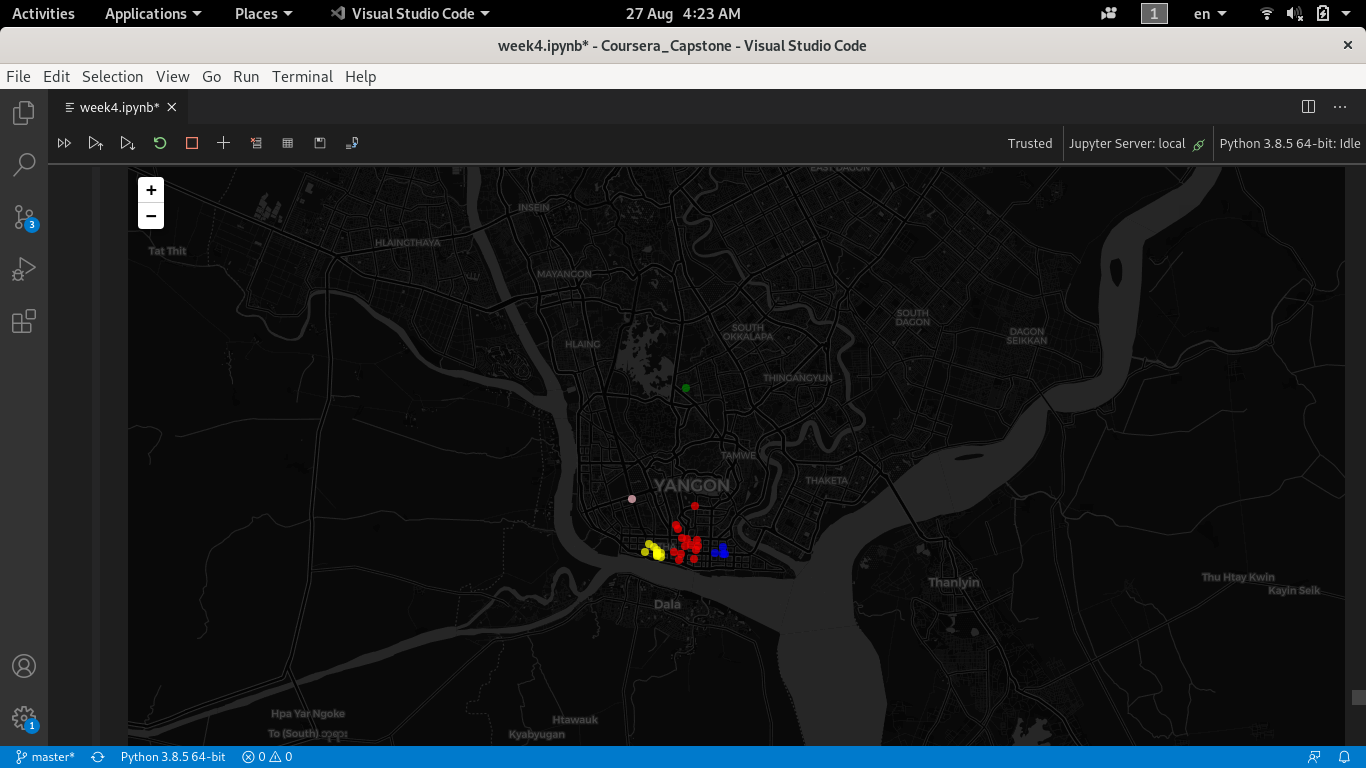 Activities Applications Places Visual Studio Code 27 Aug 4:23 AM 1 en
week4.ipynb* - Coursera_Capstone - Visual Studio Code ×
File Edit Selection View Go Run Terminal Help
week4.ipynb*
Trusted Jupyter Server: local Python 3.8.5 64-bit: Idle
+
−
EAST DAGON
INSEIN
HLAINGTHAYA
Tat Thit
MAYANGON
SOUTH
DAGON
SOUTH
OKKALAPA
DAGON
SEIKKAN
HLAING
THINGANGYUN
TAMWE
THAKETA
YANGON
Thanlyin
Thu Htay Kwin
Kayin Seik
Dala
Hpa Yar Ngoke
Htawauk
To (South)
Kyabyugan
3
1
master* Python 3.8.5 64-bit 0 0